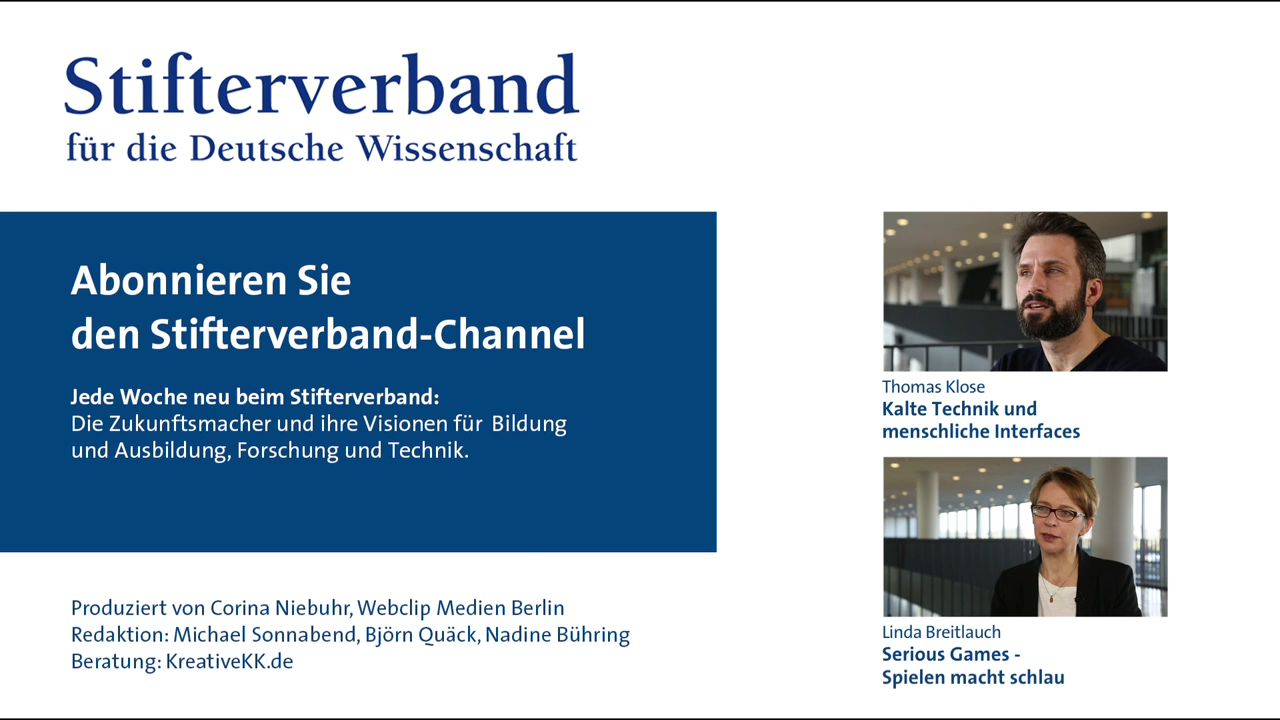 Stifterverband
für die Deutsche Wissenschaft
Abonnieren Sie
den Stifterverband-Channel
Jede Woche neu beim Stifterverband:
Die Zukunftsmacher und ihre Visionen für Bildung
und Ausbildung, Forschung und Technik.
Produziert von Corina Niebuhr, Webclip Medien Berlin
Redaktion: Michael Sonnabend, Björn Quäck, Nadine Bühring
Beratung: KreativeKK.de
Thomas Klose
Kalte Technik und
menschliche Interfaces
Linda Breitlauch
Serious Games -
Spielen macht schlau